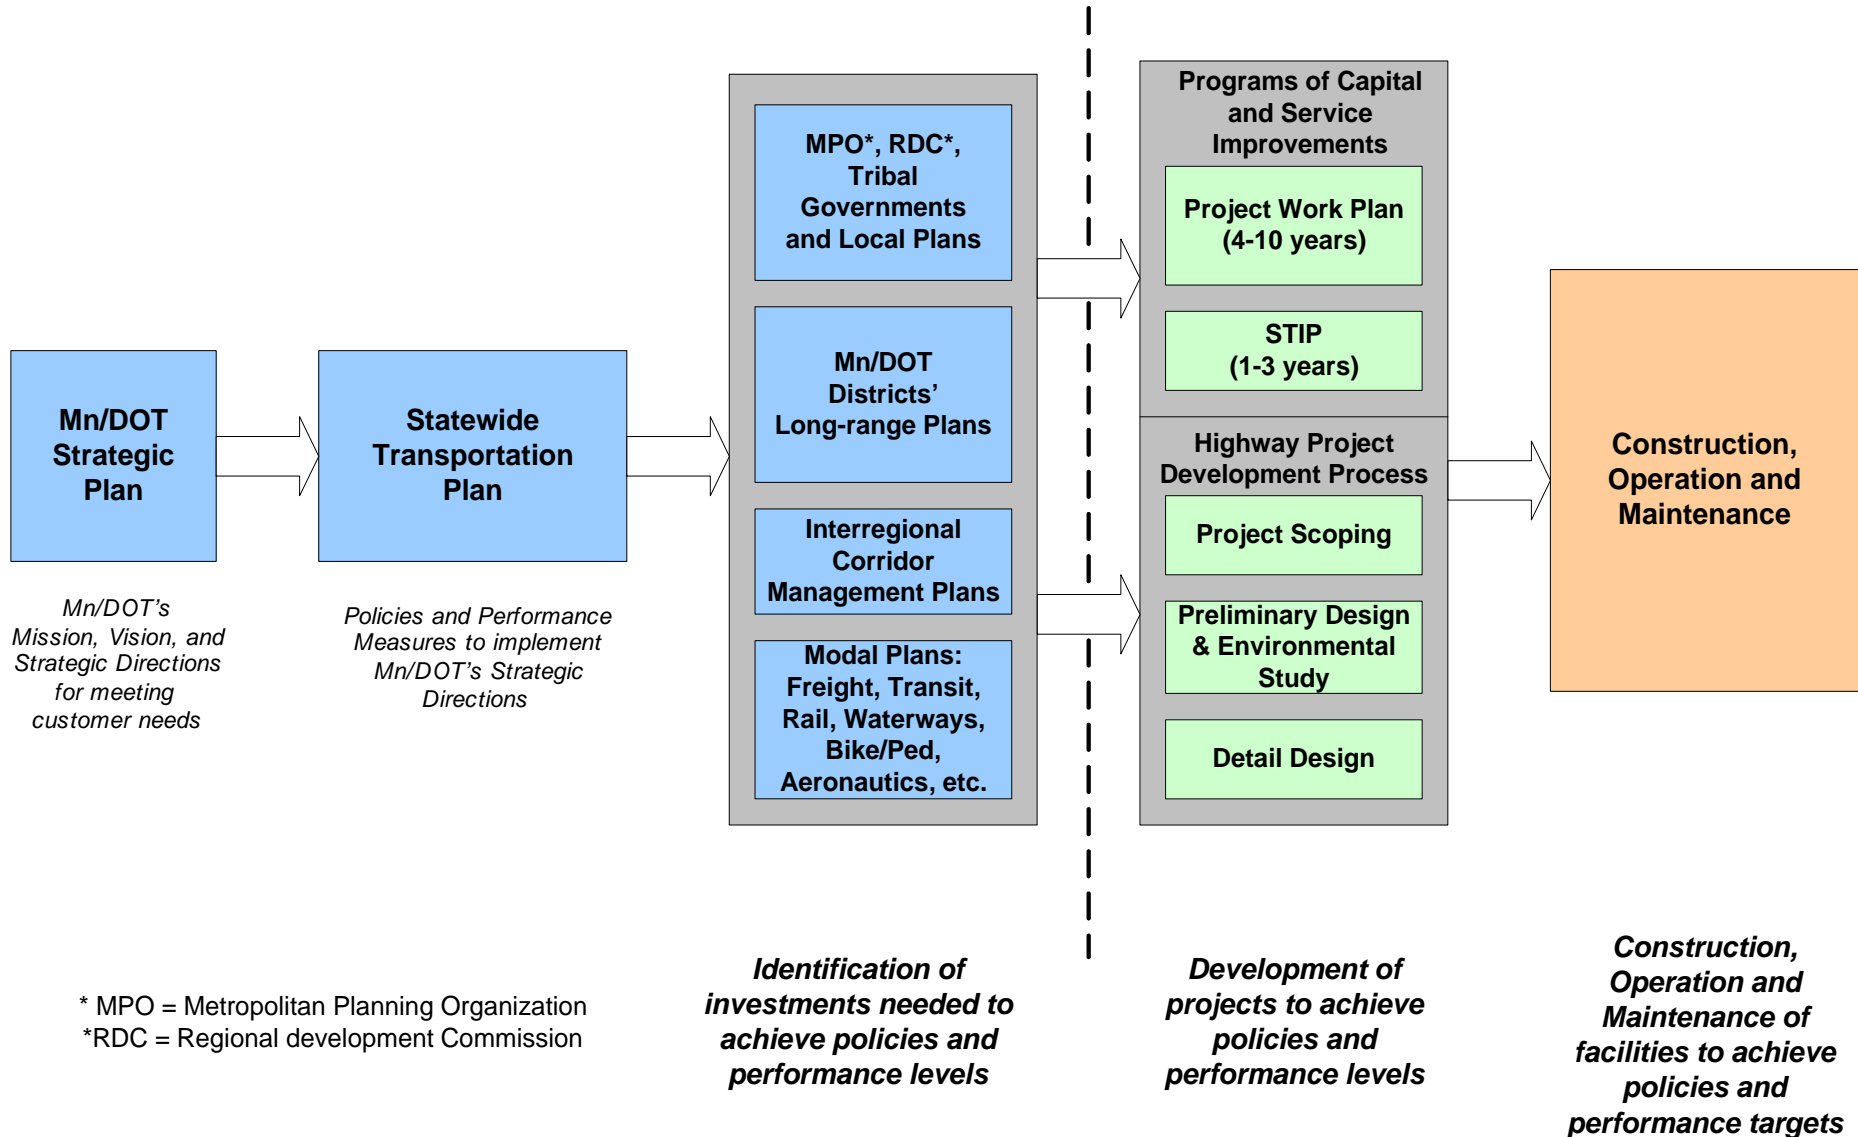 Mn/DOT
Strategic
Plan
Mn/DOT's
Mission, Vision, and
Strategic Directions
for meeting
customer needs
Statewide
Transportation
Plan
Policies and Performance
Measures to implement
Mn/DOT's Strategic
Directions
MPO*, RDC*,
Tribal
Governments
and Local Plans
Mn/DOT
Districts’
Long-range Plans
Interregional
Corridor
Management Plans
Modal Plans:
Freight, Transit,
Rail, Waterways,
Bike/Ped,
Aeronautics, etc.
Programs of Capital
and Service
Improvements
Project Work Plan
(4-10 years)
STIP
(1-3 years)
Highway Project
Development Process
Project Scoping
Preliminary Design
& Environmental
Study
Detail Design
Construction,
Operation and
Maintenance
* MPO = Metropolitan Planning Organization
*RDC = Regional development Commission
Identification of
investments needed to
achieve policies and
performance levels
Development of
projects to achieve
policies and
performance levels
Construction,
Operation and
Maintenance of
facilities to achieve
policies and
performance targets